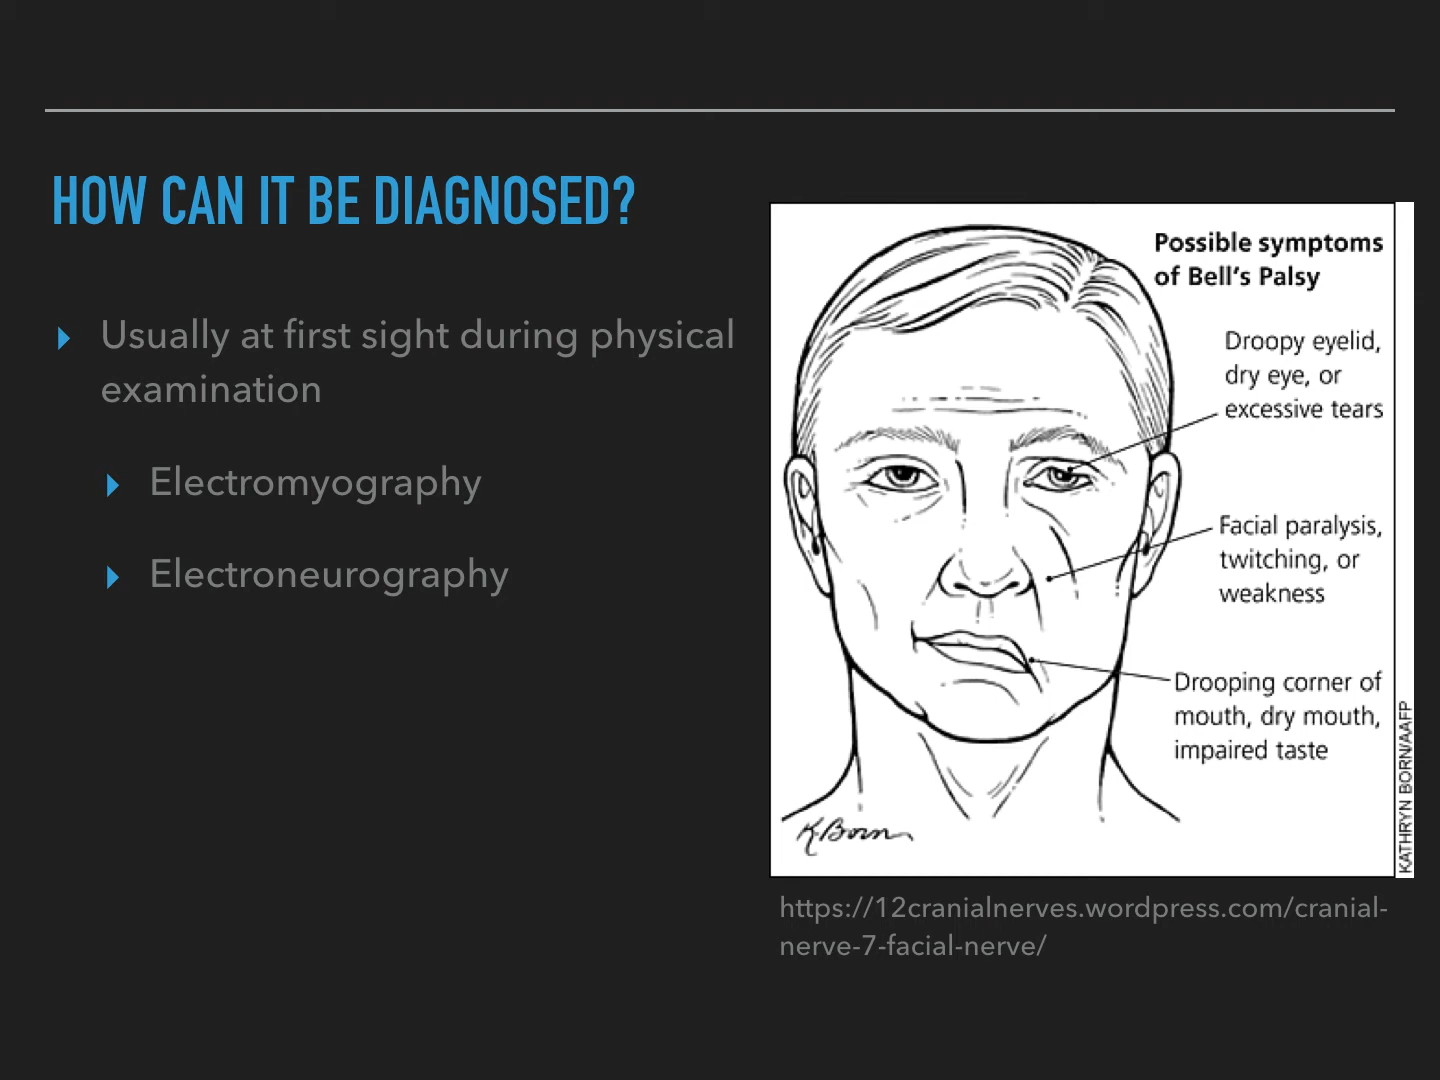 HOW CAN IT BE DIAGNOSED?
Usually at first sight during physical
examination
Electromyography
Electroneurography
Possible symptoms
of Bell's Palsy
Droopy eyelid,
dry eye, or
excessive tears
Facial paralysis,
twitching, or
weakness
Drooping corner of
mouth, dry mouth,
impaired taste
K Born
KATHRYN BORN/AAFP
https://12cranialnerves.wordpress.com/cranial-
nerve-7-facial-nerve/